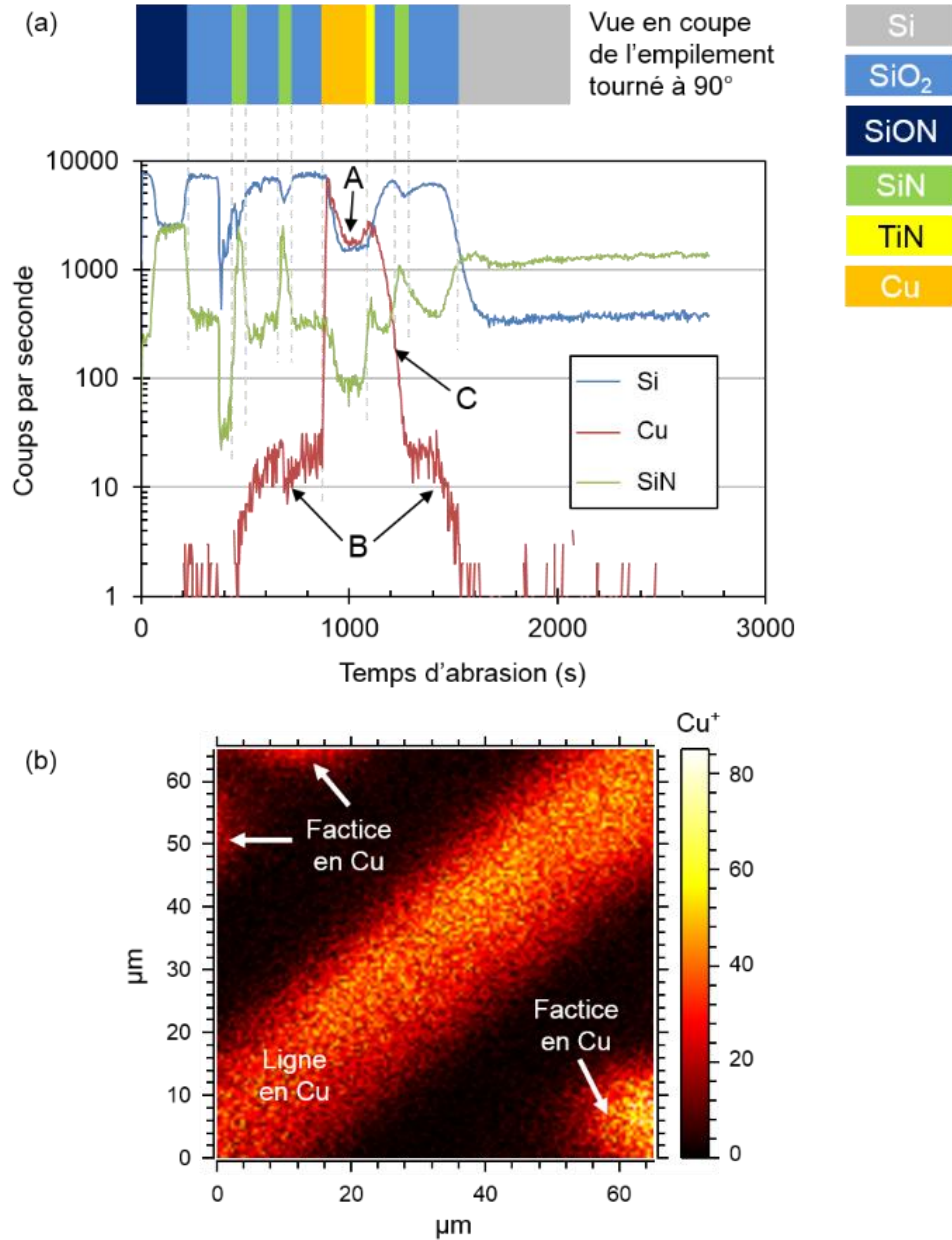 (a)
Vue en coupe
de l'empilement
tourné à 90°
Si
SiO2
SiON
SiN
TiN
Cu
10000
1000
100
10
1
Coups par seconde
A
B
C
Si
Cu
SiN
0
1000
2000
3000
Temps d'abrasion (s)
(b)
Cu+
60
50
40
30
20
10
0
µm
Factice
en Cu
Ligne
en Cu
Factice
en Cu
80
60
40
20
0
0
20
40
60
µm